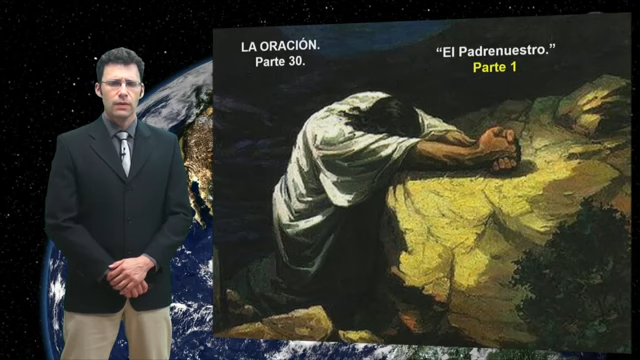 LA ORACIÓN.
Parte 30.
“El Padrenuestro.”
Parte 1